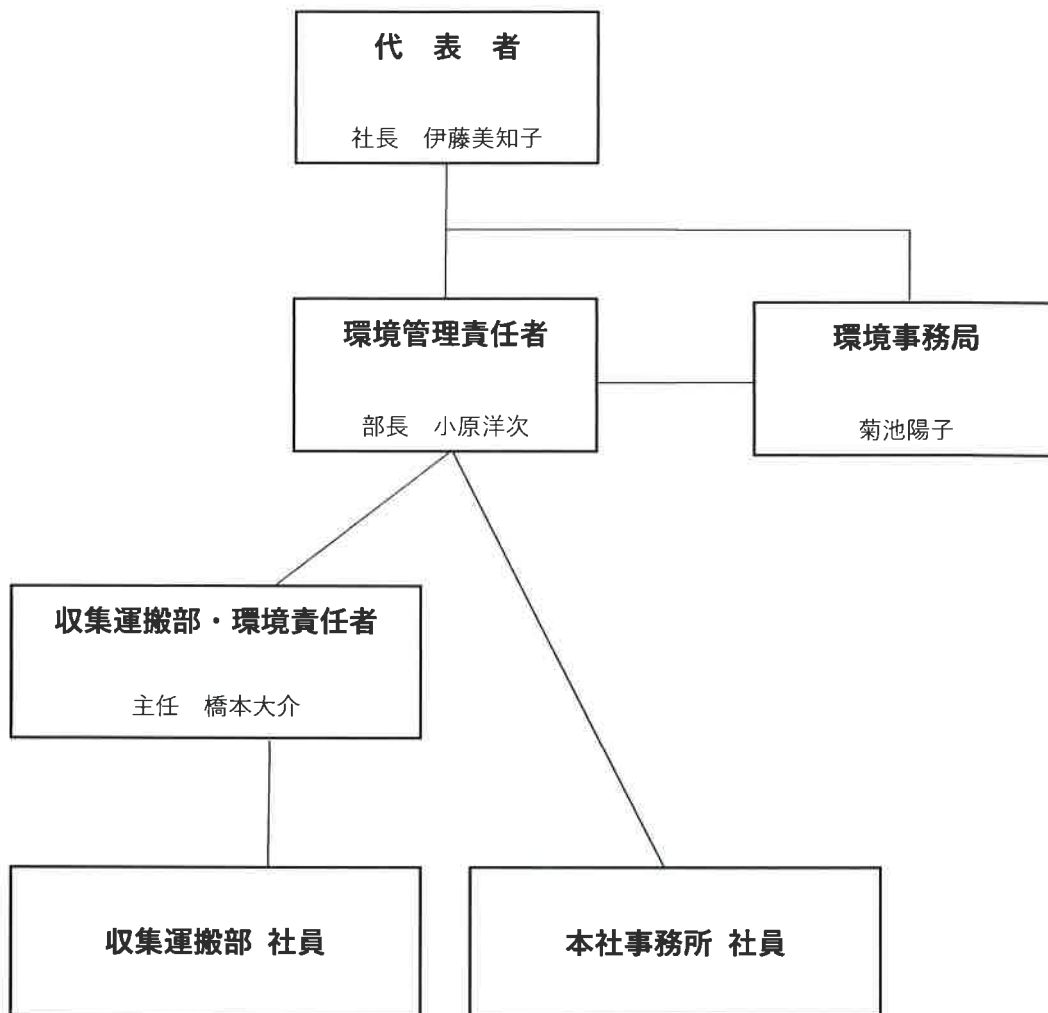 代　表　者
社長　伊藤美知子
環境管理責任者
部長　小原洋次
環境事務局
菊池陽子
収集運搬部・環境責任者
主任　橋本大介
収集運搬部 社員
本社事務所 社員